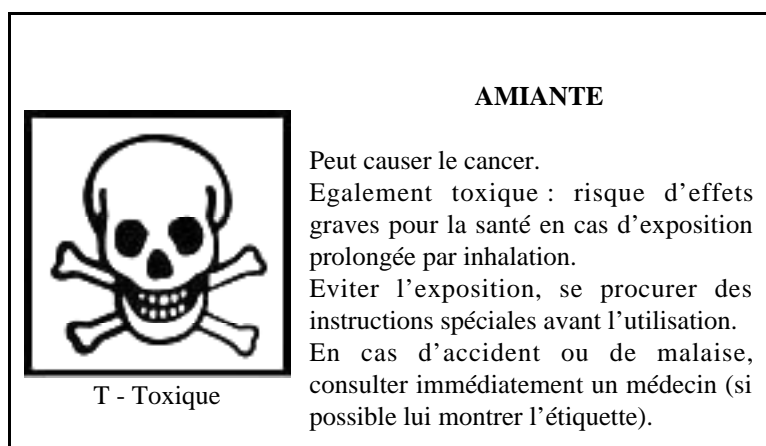 AMIANTE
Peut causer le cancer.
Egalement toxique : risque d’effets
graves pour la santé en cas d’exposition
prolongée par inhalation.
Eviter l’exposition, se procurer des
instructions spéciales avant l’utilisation.
En cas d’accident ou de malaise,
consulter immédiatement un médecin (si
possible lui montrer l’étiquette).
T - Toxique